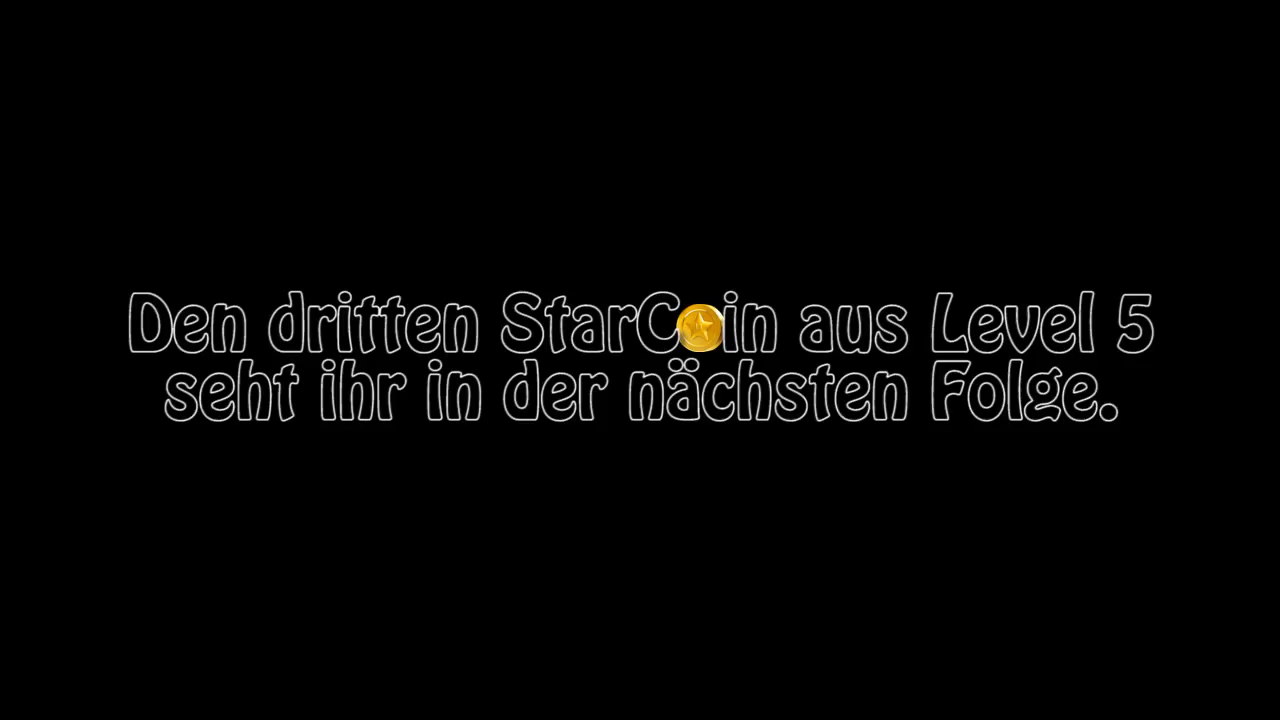 Den dritten StarCoin aus Level 5
seht ihr in der nächsten Folge.